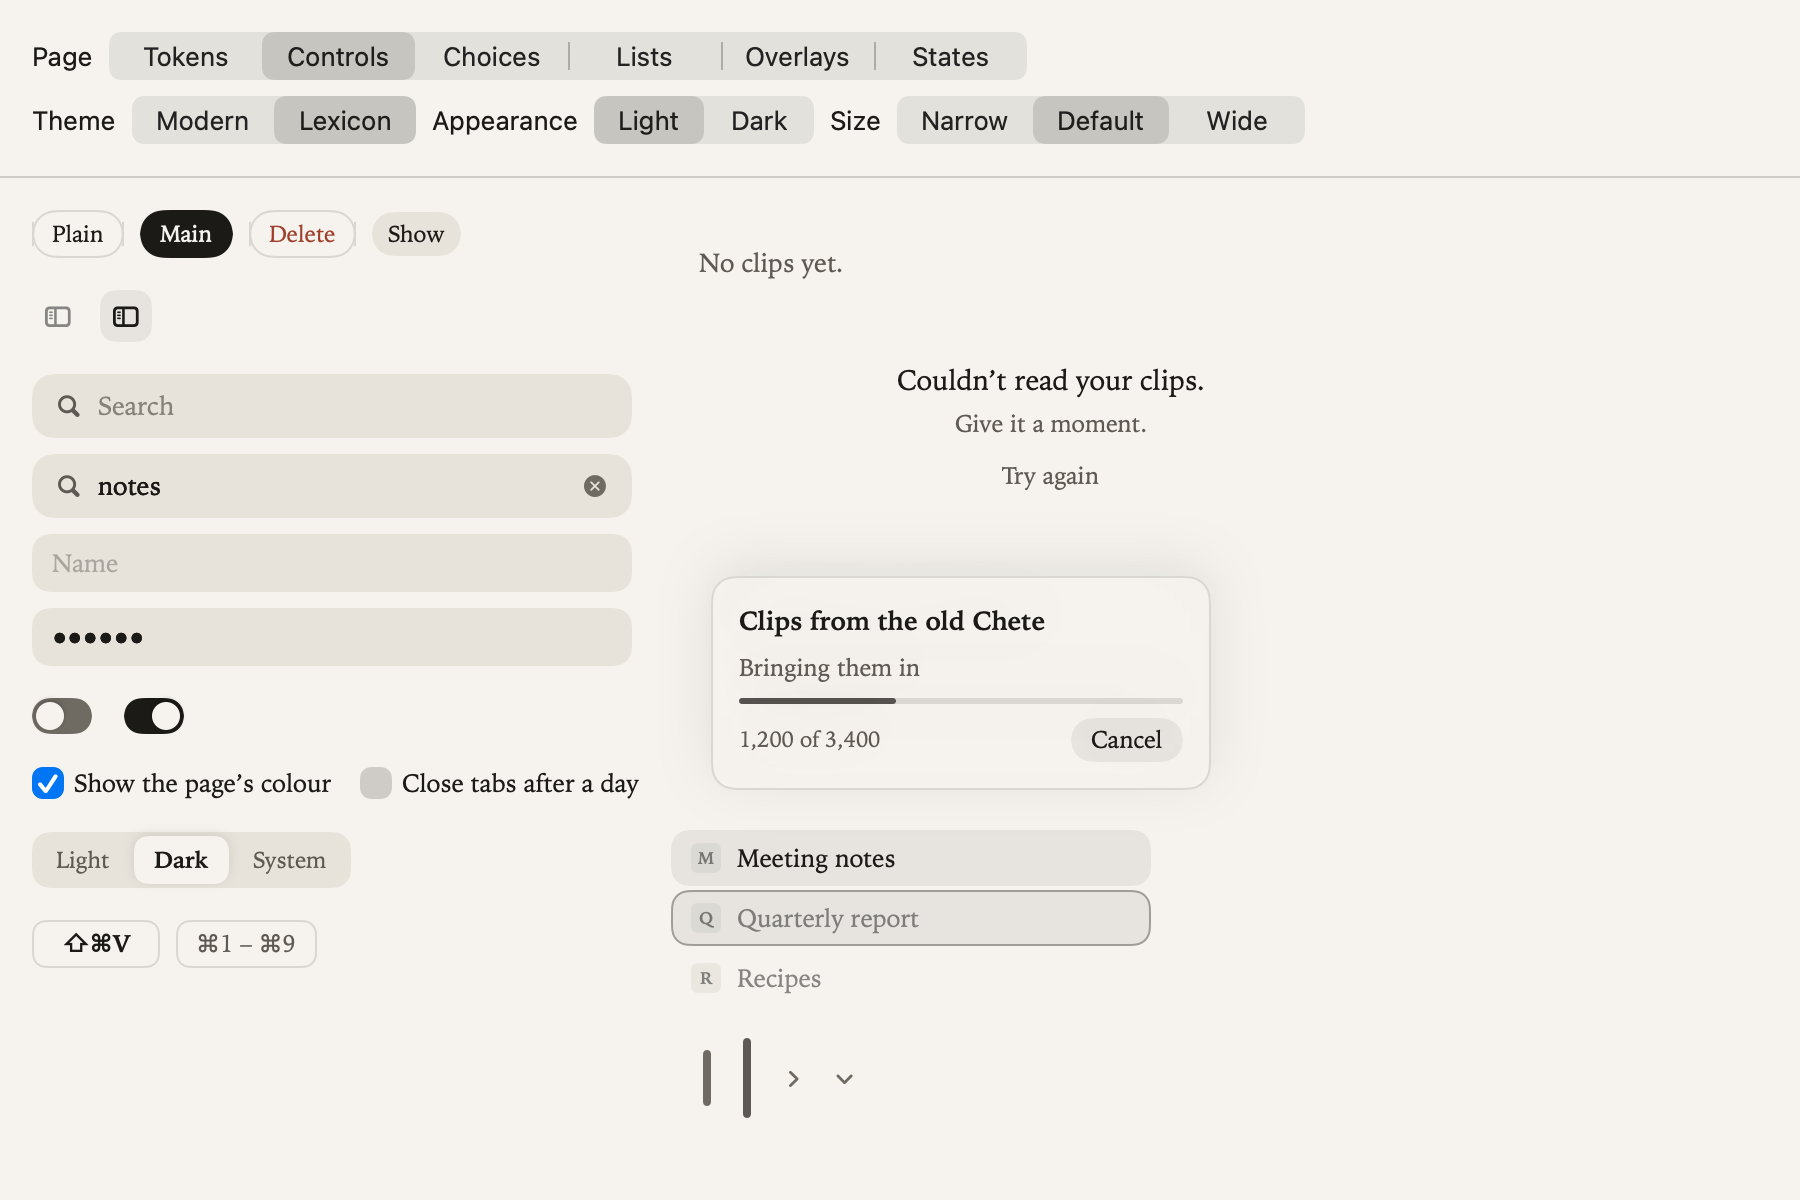 Page Tokens Controls Choices Lists Overlays States
Theme Modern Lexicon Appearance Light Dark Size Narrow Default Wide
Plain Main Delete Show
Search
notes
Name
Show the page’s colour Close tabs after a day
Light Dark System
⇧⌘V ⌘1 – ⌘9
No clips yet.
Couldn’t read your clips.
Give it a moment.
Try again
Clips from the old Chete
Bringing them in
1,200 of 3,400 Cancel
M Meeting notes
Q Quarterly report
R Recipes